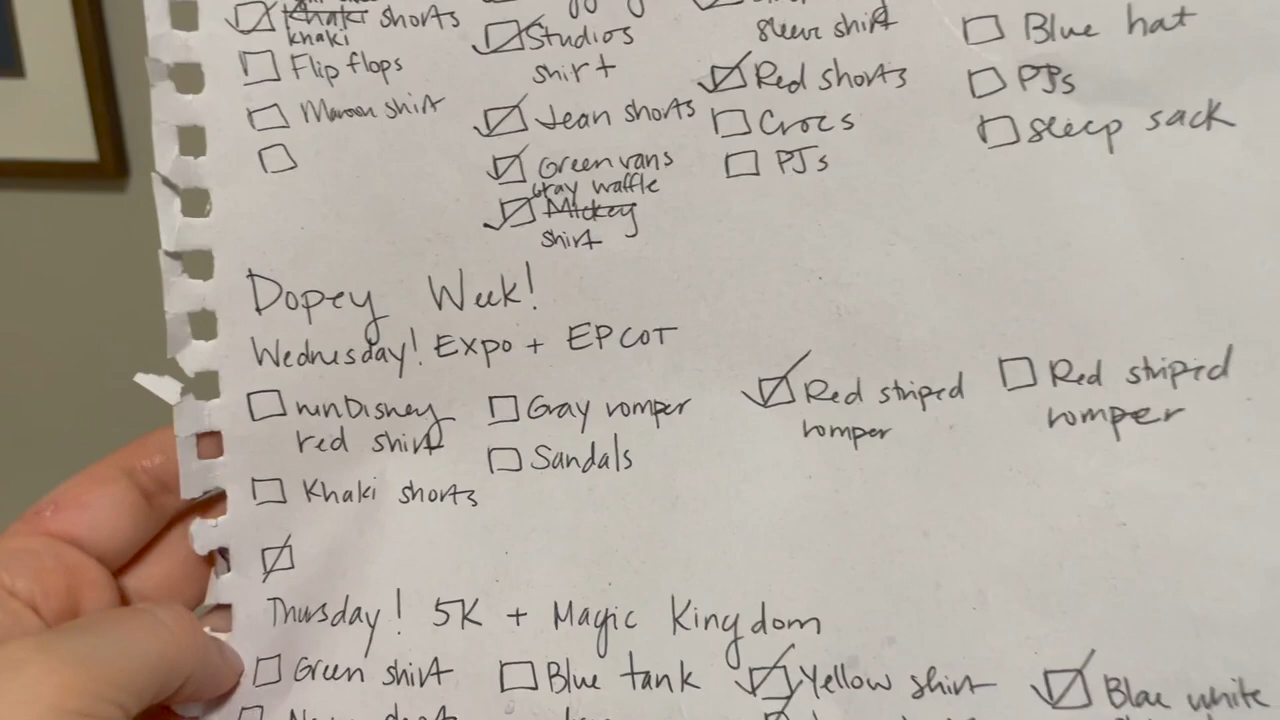 Khaki shorts
khaki
Flip flops
Maroon shirt
Studios
shirt
Jean shorts
Green vans
Gray waffle
Mickey
shirt
sleeve shirt
Red shorts
Crocs
PJs
Blue hat
PJs
Sleep sack
Dopey Week!
Wednesday! Expo + EPCOT
runDisney
red shirt
Khaki shorts
Gray romper
Sandals
Red striped
romper
Red striped
romper
Thursday! 5K + Magic Kingdom
Green shirt
Blue tank
Yellow shirt
Blue white